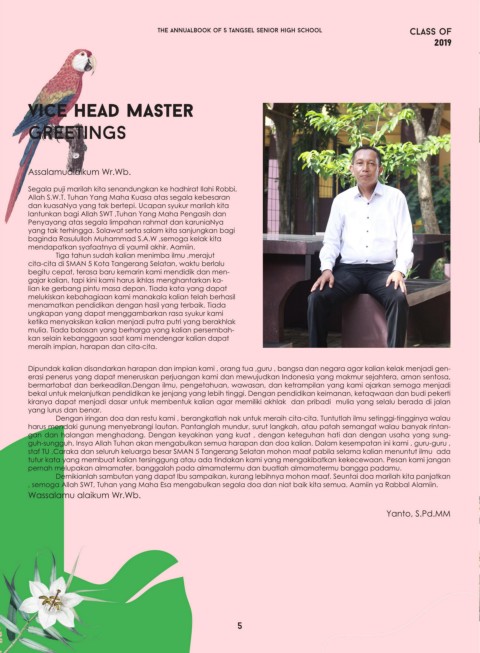 THE ANNUALBOOK OF 5 TANGSEL SENIOR HIGH SCHOOL
CLASS OF
2019
VICE HEAD MASTER
GREETINGS
Assalamualaikum Wr,Wb.
Segala puji marilah kita senandungkan ke hadhirat Ilahi Robbi,
Allah S.W.T, Tuhan Yang Maha Kuasa atas segala kebesaran
dan kuasaNya yang tak bertepi. Ucapan syukur marilah kita
lantunkan bagi Allah SWT ,Tuhan Yang Maha Pengasih dan
Penyayang atas segala limpahan rahmat dan karuniaNya
yang tak terhingga. Solawat serta salam kita sanjungkan bagi
baginda Rasulullah Muhammad S.A.W ,semoga kelak kita
mendapatkan syafaatnya di yaumil akhir. Aamiin.
Tiga tahun sudah kalian menimba ilmu ,merajut
cita-cita di SMAN 5 Kota Tangerang Selatan, waktu berlalu
begitu cepat, terasa baru kemarin kami mendidik dan men-
gajar kalian, tapi kini kami harus ikhlas menghantarkan ka-
lian ke gerbang pintu masa depan. Tiada kata yang dapat
melukiskan kebahagiaan kami manakala kalian telah berhasil
menamatkan pendidikan dengan hasil yang terbaik. Tiada
ungkapan yang dapat menggambarkan rasa syukur kami
ketika menyaksikan kalian menjadi putra putri yang berakhlak
mulia. Tiada balasan yang berharga yang kalian persembah-
kan selain kebanggaan saat kami mendengar kalian dapat
meraih impian, harapan dan cita-cita.
Dipundak kalian disandarkan harapan dan impian kami , orang tua ,guru , bangsa dan negara agar kalian kelak menjadi gen-
erasi penerus yang dapat meneruskan perjuangan kami dan mewujudkan Indonesia yang makmur sejahtera, aman sentosa,
bermartabat dan berkeadilan.Dengan ilmu, pengetahuan, wawasan, dan ketrampilan yang kami ajarkan semoga menjadi
bekal untuk melanjutkan pendidikan ke jenjang yang lebih tinggi. Dengan pendidikan keimanan, ketaqwaan dan budi pekerti
kiranya dapat menjadi dasar untuk membentuk kalian agar memiliki akhlak dan pribadi mulia yang selalu berada di jalan
yang lurus dan benar.
Dengan iringan doa dan restu kami , berangkatlah nak untuk meraih cita-cita. Tuntutlah ilmu setinggi-tingginya walau
harus mendaki gunung menyebrangi lautan. Pantanglah mundur, surut langkah, atau patah semangat walau banyak rintan-
gan dan halangan menghadang. Dengan keyakinan yang kuat , dengan keteguhan hati dan dengan usaha yang sung-
guh-sungguh, Insya Allah Tuhan akan mengabulkan semua harapan dan doa kalian. Dalam kesempatan ini kami , guru-guru ,
staf TU ,Caraka dan seluruh keluarga besar SMAN 5 Tangerang Selatan mohon maaf pabila selama kalian menuntut ilmu ada
tutur kata yang membuat kalian tersinggung atau ada tindakan kami yang mengakibatkan kekecewaan. Pesan kami jangan
pernah melupakan almamater, banggalah pada almamatermu dan buatlah almamatermu bangga padamu.
Demikianlah sambutan yang dapat Ibu sampaikan, kurang lebihnya mohon maaf. Seuntai doa marilah kita panjatkan
, semoga Allah SWT, Tuhan yang Maha Esa mengabulkan segala doa dan niat baik kita semua. Aamiin ya Rabbal Alamiin.
Wassalamu alaikum Wr.Wb.
Yanto, S.Pd.MM
5